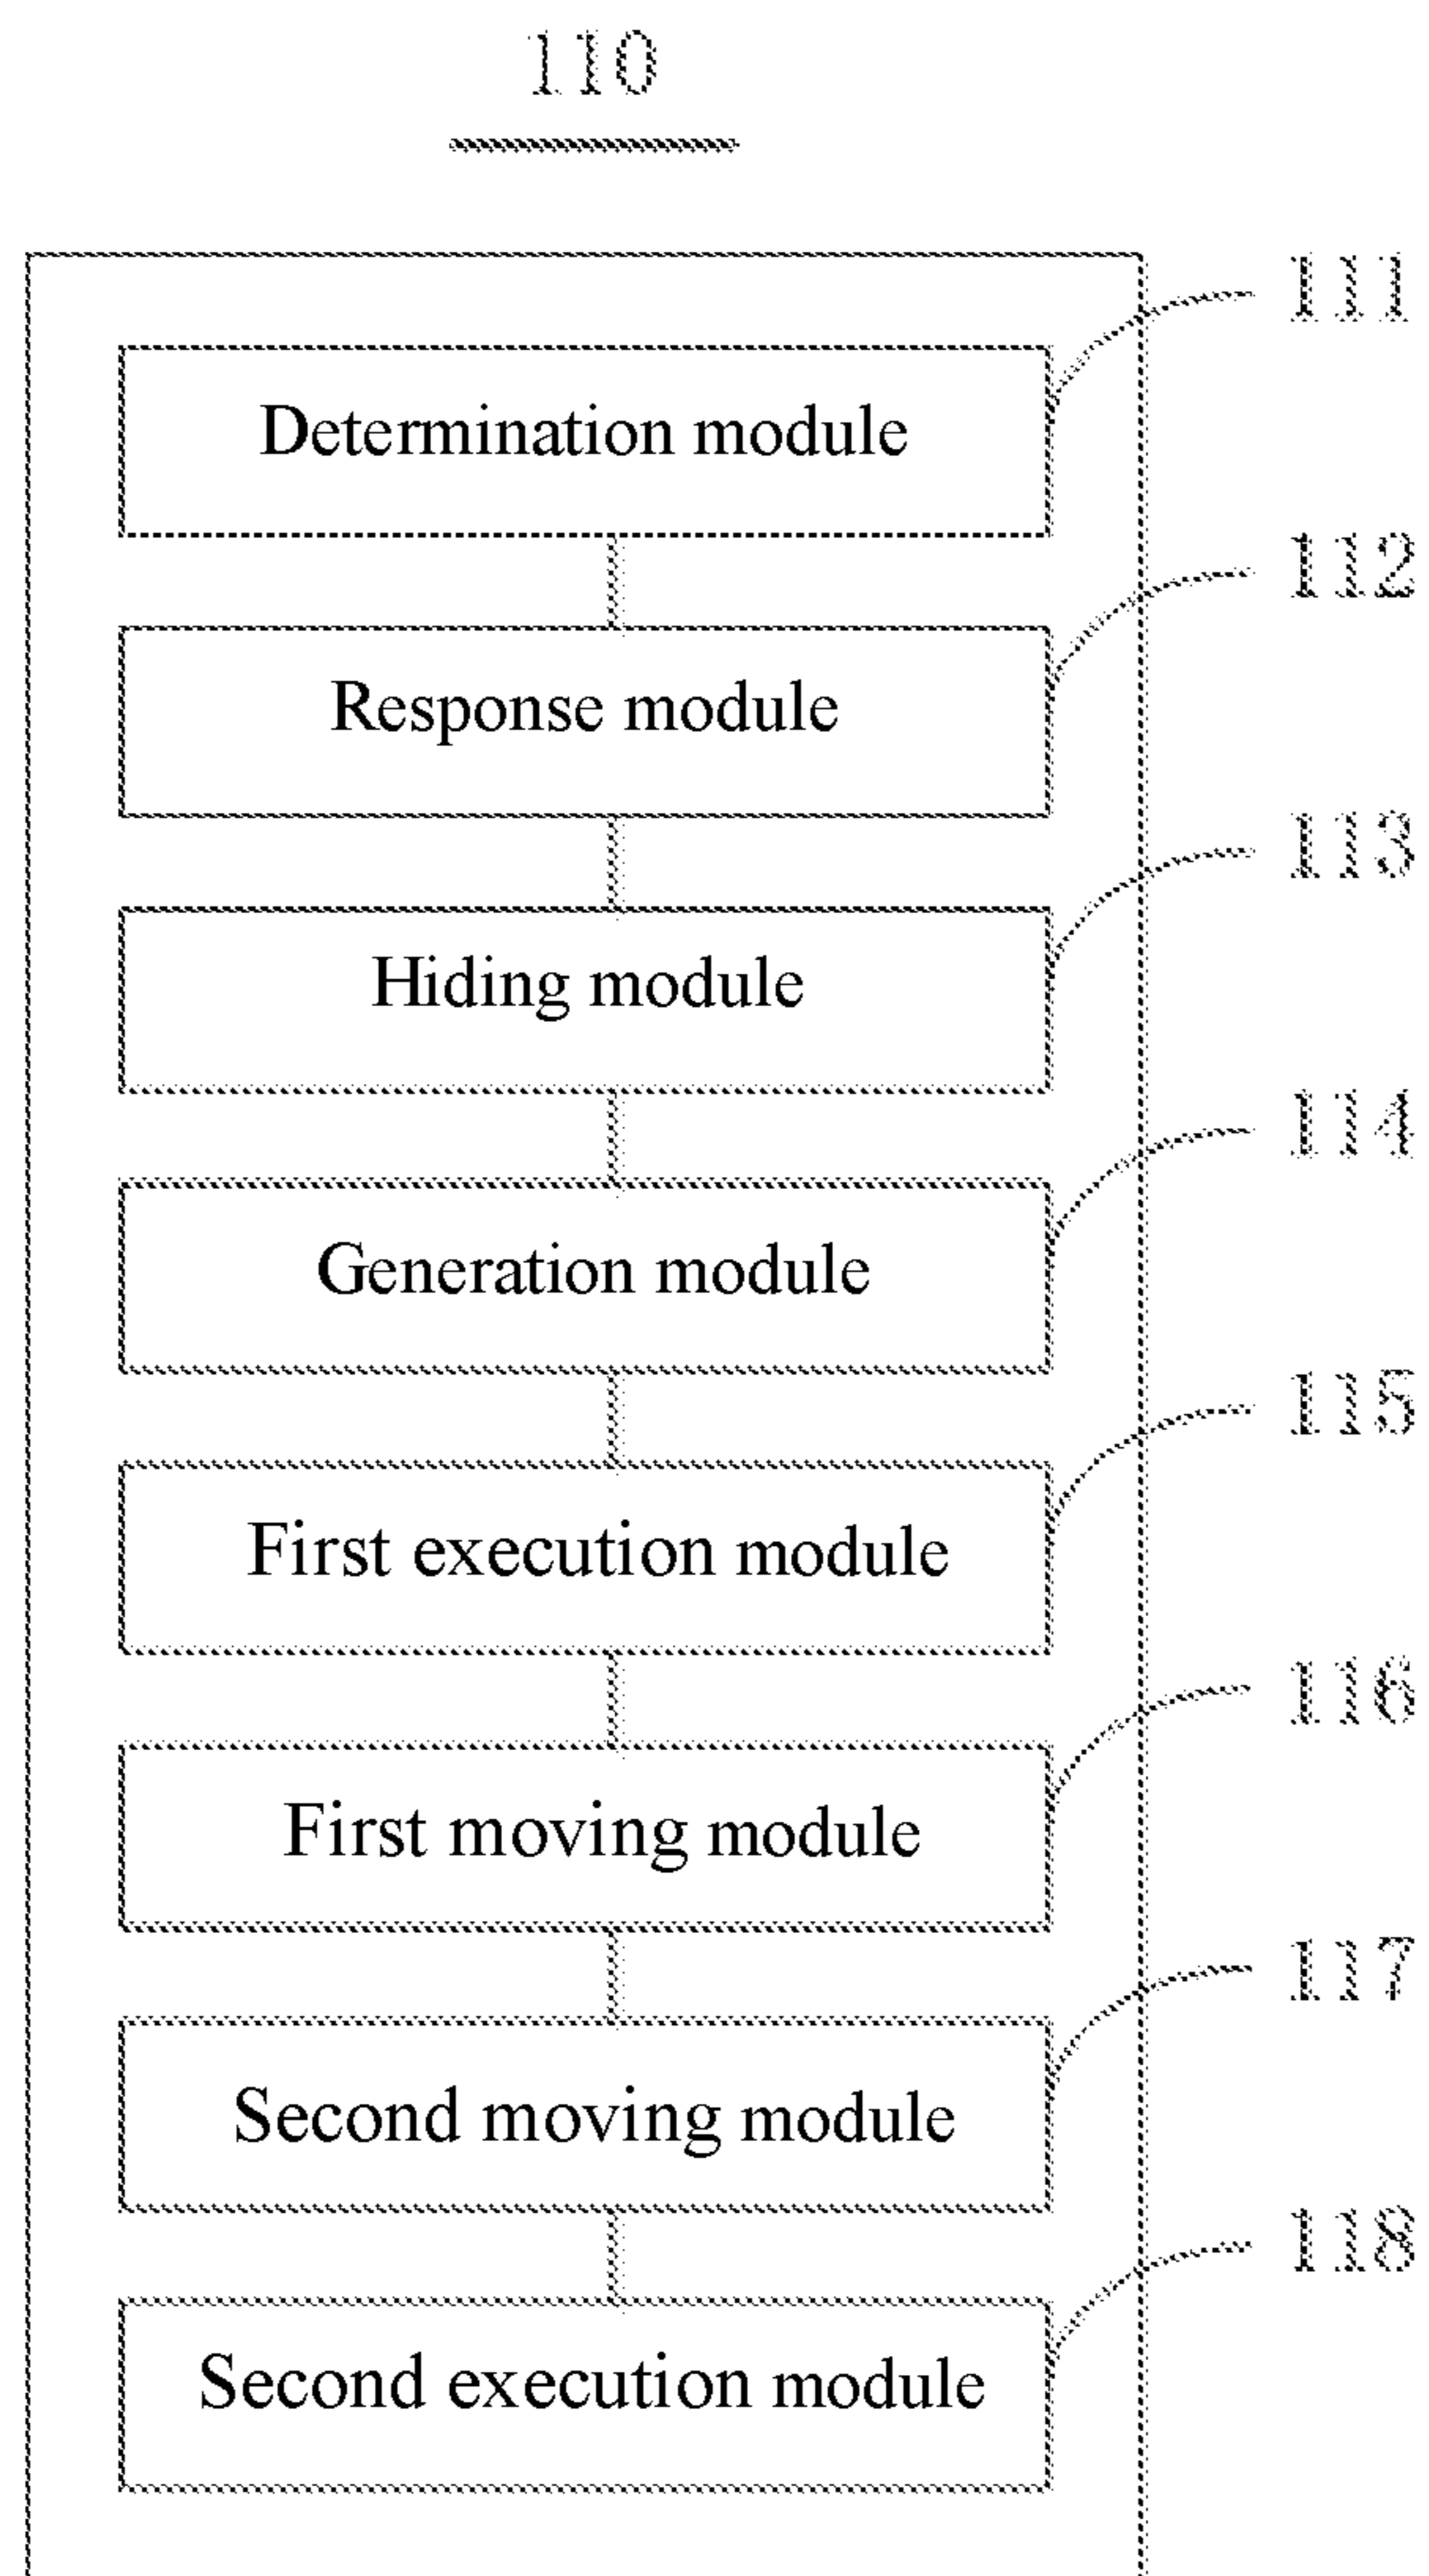 110
111
Determination module
112
Response module
113
Hiding module
114
Generation module
115
First execution module
116
First moving module
117
Second moving module
118
Second execution module